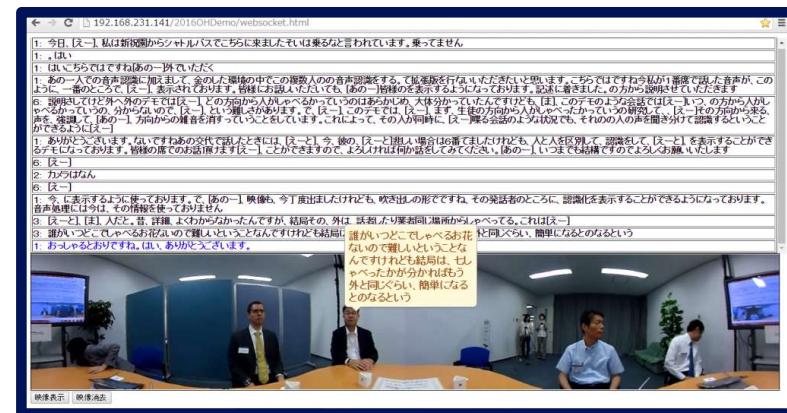 192.168.231.141/2016OHDemo/websocket.html
1: 今日、[えー]、私は新祝園からシャトルバスでこちらに来ましたそいは乗るなと言われています。乗ってません
1: 。はい
1: はいこちらではですね[あの一]外でいただく
1: あの一人での音声認識に加えまして、金のした環境の中でこの複数人のの音声認識をする。で拡張版を行ないいただきたいと思います。こちらではですね今私が1番席で話した音声が、この
ように、一番のところで、[えー]、表示されております。皆様にお話しいただいても、[あの一]皆様のを表示するようになっております。記述に着きました。の方から説明させていただきます
6: 説明してけど外へ外のデモでは[えー]どの方向から人がしゃべるかっていうのはあらかじめ、大体分かっていたんですけども、[ま]、このデモのような会話では[えー]いつ、の方から人がし
ゃべるかっていうの、分からないので、[えー]、という難しさがあります。で、[えー]、このデモでは、[えー]、まず、生徒の方向から人がしゃべったかっていうの研究して、[えー]その方向から来る、
声を、強調して、[あの一]、方向からの雑音を消すっていうことをしています。これによって、その人が同時に、[えー]喋る会話のような状況でも、それのの人の声を聞き分けて認識するということ
ができるように[えー]
1: ありがとうございます。ないですねあの交代で話したときには、[えーと]、今、彼の、[えーと]難しい場合は6番てましたけれども、人と人を区別して、認識をして、[えーと]を表示することができ
るデモになっております。皆様の席でのお話頂けます[えー]、ことができますので、よろしければ何か話をしてみてください。[あの一]、いつまでも結構ですのでよろしくお願いいたします
6: [えー]
2: カメラはなん
6: [えー]
1: 今、に表示するように使っております。で、[あの一]、映像も、今丁度出ましたけれども、吹き出しの形でですね、その発話者のところに、認識化を表示することができるようになっております。
音声処理には今は、その情報を使っておりません
3: [えーと]、[ま]、人だと。昔、詳細、よくわからなかったんですが、結局その、外は、話者たり業者同じ場所からしゃべってる。これは[えー]
3: 誰がいつどこでしゃべるお花ないので難しいということなんですけれども結局は
外と同じぐらい、簡単になるとのなるという
1: おっしゃるとおりですね。はい、ありがとうございます。
誰がいつどこでしゃべるお花
ないので難しいということな
んですけれども結局は、七し
ゃべったかが分かればもう
外と同じぐらい、簡単になる
とのなるという
映像表示 映像消去